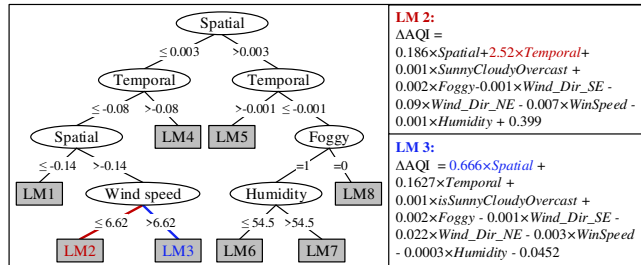 Spatial
≤ 0.003 >0.003
Temporal Temporal
≤ -0.08 >-0.08 >-0.001 ≤ -0.001
Spatial LM4 LM5 Foggy
≤ -0.14 >-0.14 =1 =0
LM1 Wind speed Humidity LM8
≤ 6.62 >6.62 ≤ 54.5 >54.5
LM2 LM3 LM6 LM7
LM 2:
ΔAQI =
0.186×Spatial+2.52×Temporal+
0.001×SunnyCloudyOvercast +
0.002×Foggy-0.001×Wind_Dir_SE -
0.09×Wind_Dir_NE - 0.007×WinSpeed -
0.001×Humidity + 0.399
LM 3:
ΔAQI = 0.666×Spatial +
0.1627×Temporal +
0.001×isSunnyCloudyOvercast +
0.002×Foggy - 0.001×Wind_Dir_SE -
0.022×Wind_Dir_NE - 0.003×WinSpeed
- 0.0003×Humidity - 0.0452